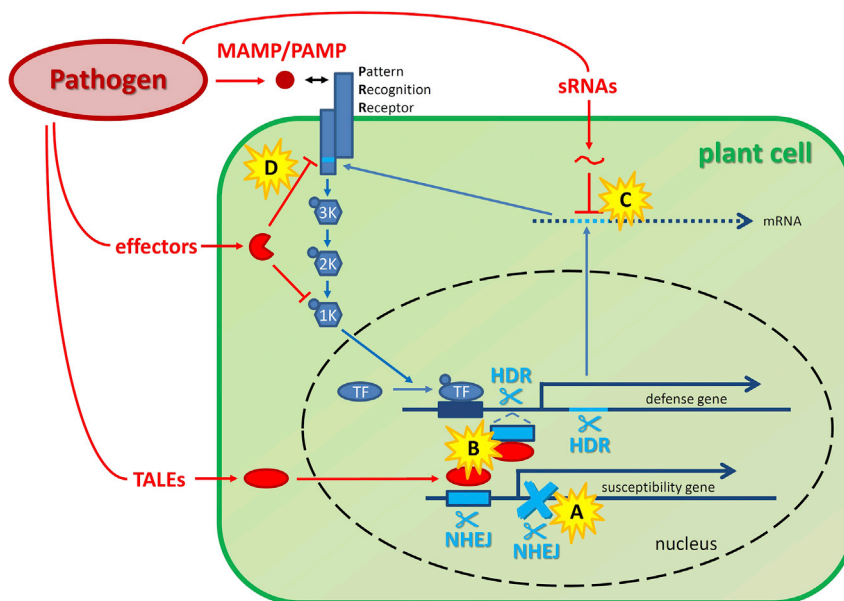 MAMP/PAMP
Pathogen
Pattern
Recognition
Receptor
sRNAs
plant cell
D
C
3K
mRNA
effectors
2K
1K
HDR
TF
TF
defense gene
HDR
B
TALEs
susceptibility gene
A
NHEJ
NHEJ
nucleus